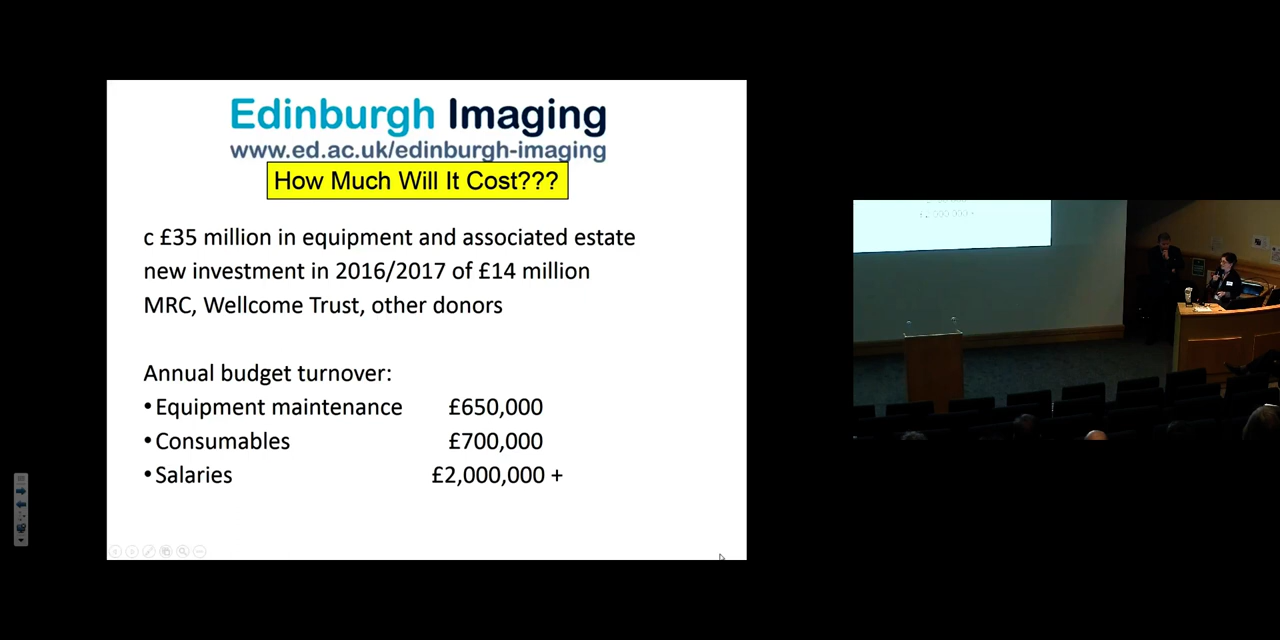 Edinburgh Imaging
www.ed.ac.uk/edinburgh-imaging
How Much Will It Cost???
c £35 million in equipment and associated estate
new investment in 2016/2017 of £14 million
MRC, Wellcome Trust, other donors
Annual budget turnover:
•Equipment maintenance £650,000
•Consumables £700,000
•Salaries £2,000,000 +